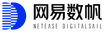 网易数帆
NETEASE DIGITALSAIL